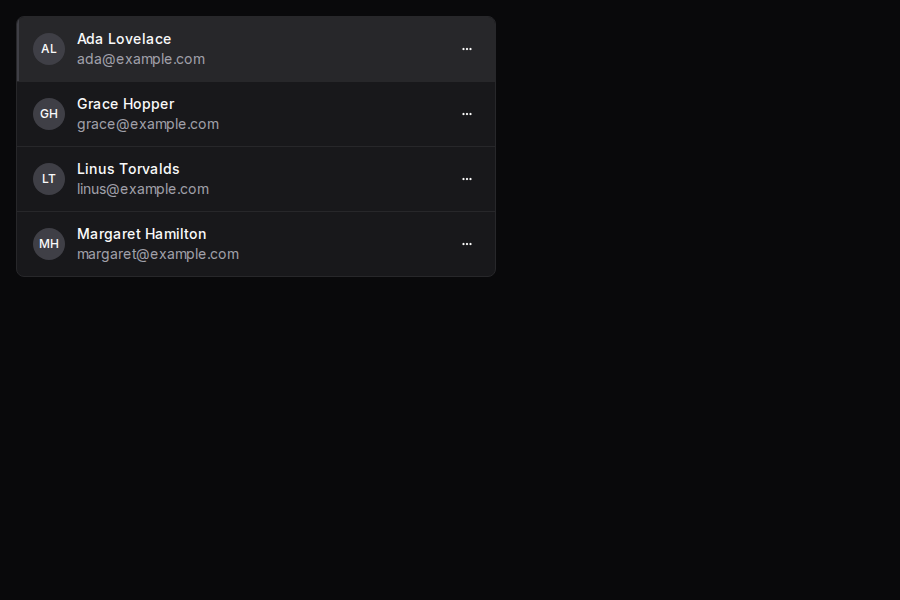 AL
Ada Lovelace
ada@example.com
GH
Grace Hopper
grace@example.com
LT
Linus Torvalds
linus@example.com
MH
Margaret Hamilton
margaret@example.com